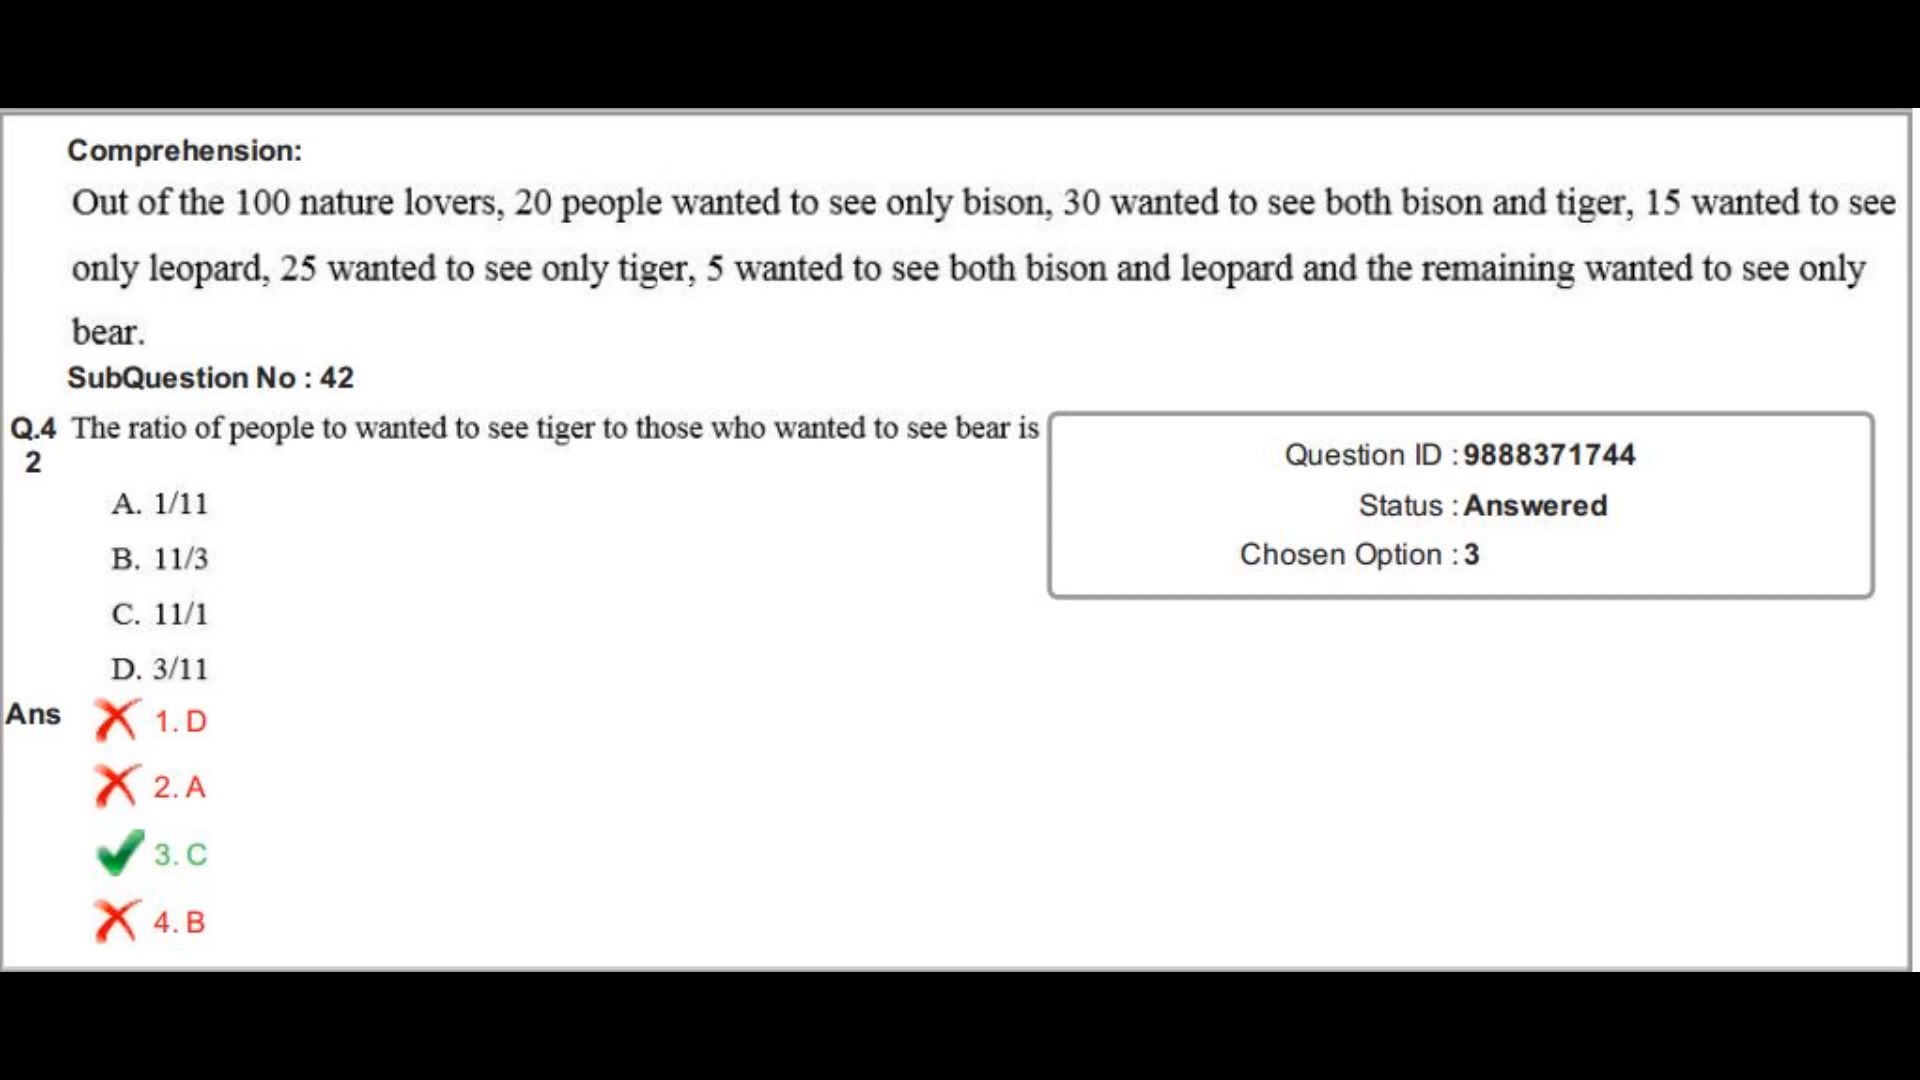 Comprehension:
Out of the 100 nature lovers, 20 people wanted to see only bison, 30 wanted to see both bison and tiger, 15 wanted to see
only leopard, 25 wanted to see only tiger, 5 wanted to see both bison and leopard and the remaining wanted to see only
bear.
SubQuestion No : 42
Q.4 The ratio of people to wanted to see tiger to those who wanted to see bear is
2
A. 1/11
B. 11/3
C. 11/1
D. 3/11
Question ID : 9888371744
Status : Answered
Chosen Option : 3
Ans 1. D
2. A
3. C
4. B